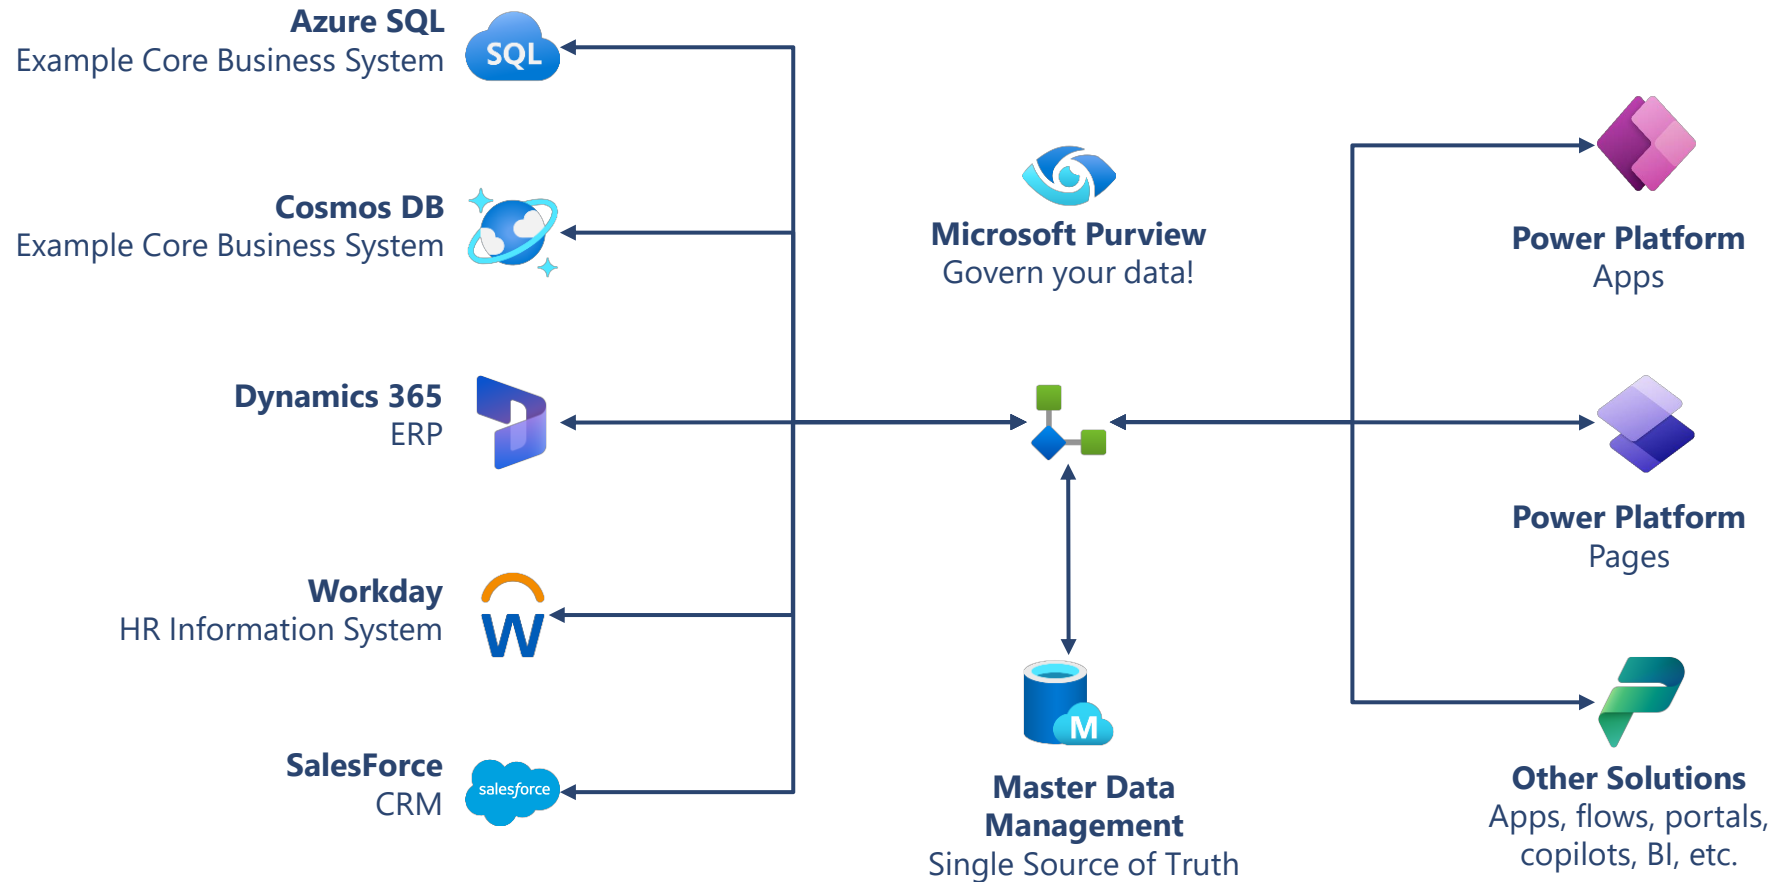 Azure SQL
Example Core Business System
SQL
Cosmos DB
Example Core Business System
Dynamics 365
ERP
Workday
HR Information System
W
SalesForce
CRM
salesforce
Microsoft Purview
Govern your data!
M
Master Data
Management
Single Source of Truth
Power Platform
Apps
Power Platform
Pages
Other Solutions
Apps, flows, portals,
copilots, BI, etc.